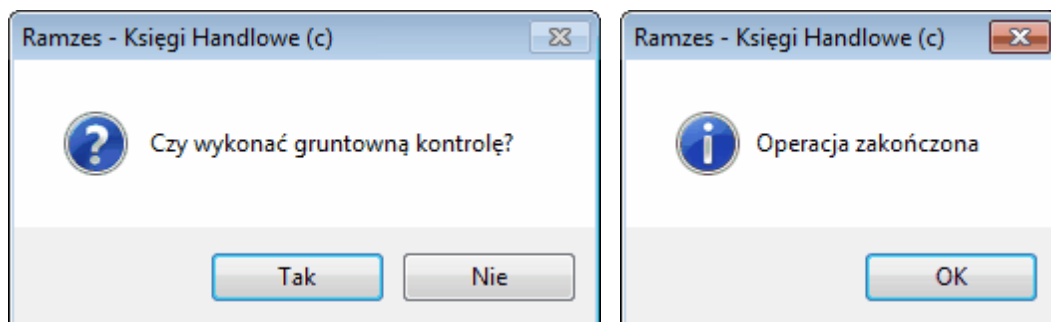 Ramzes - Księgi Handlowe (c)
Czy wykonać gruntowną kontrolę?
Tak
Nie
Ramzes - Księgi Handlowe (c)
Operacja zakończona
OK